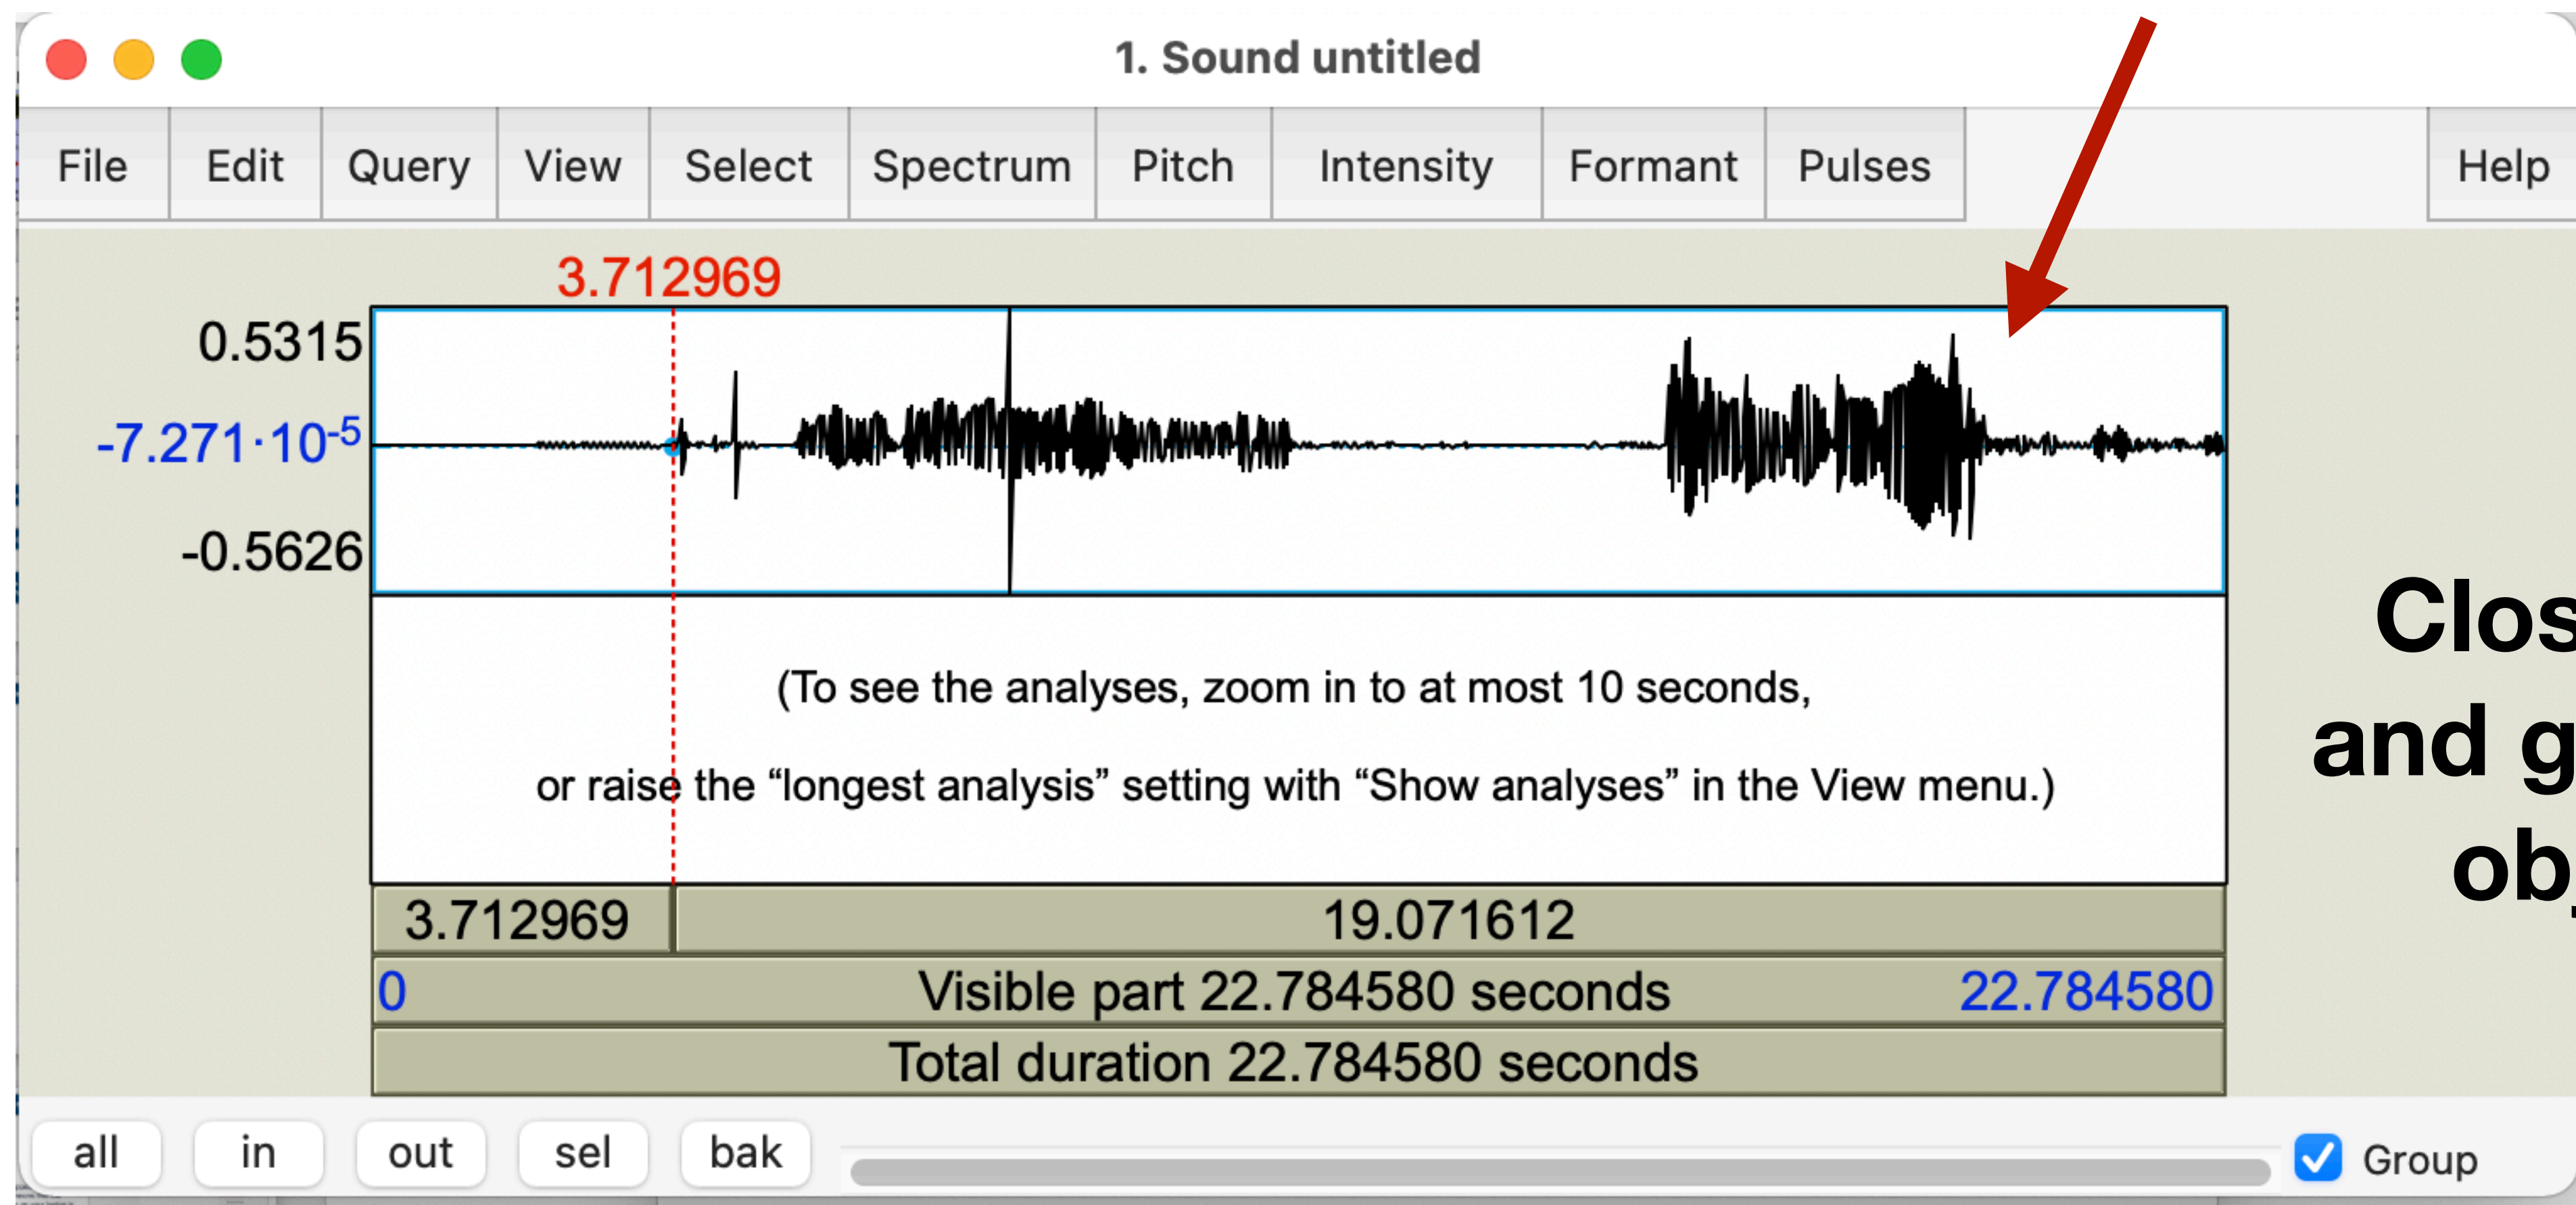 1. Sound untitled
File Edit Query View Select Spectrum Pitch Intensity Formant Pulses Help
3.712969
0.5315
-7.271·10-5
-0.5626
(To see the analyses, zoom in to at most 10 seconds,
or raise the “longest analysis” setting with “Show analyses” in the View menu.)
Clos
and g
obj
3.712969 19.071612
0 Visible part 22.784580 seconds 22.784580
Total duration 22.784580 seconds
all in out sel bak Group